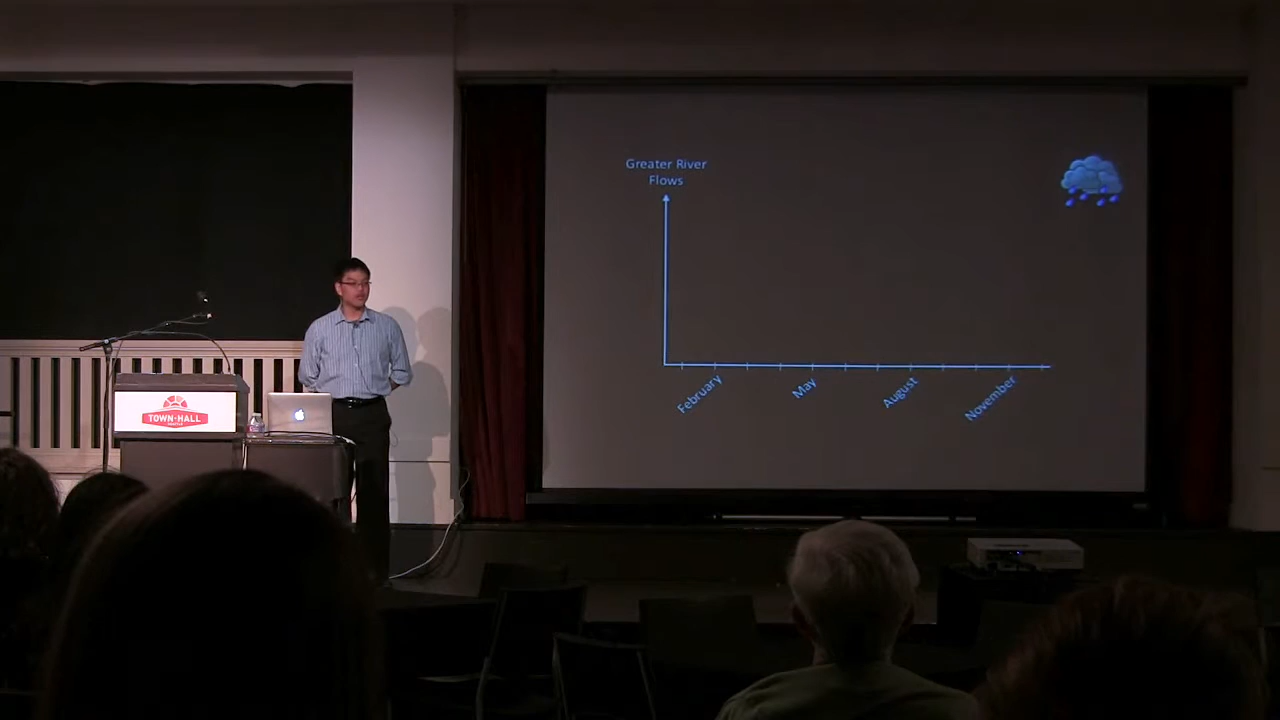 Greater River
Flows
February
May
August
November
TOWN HALL